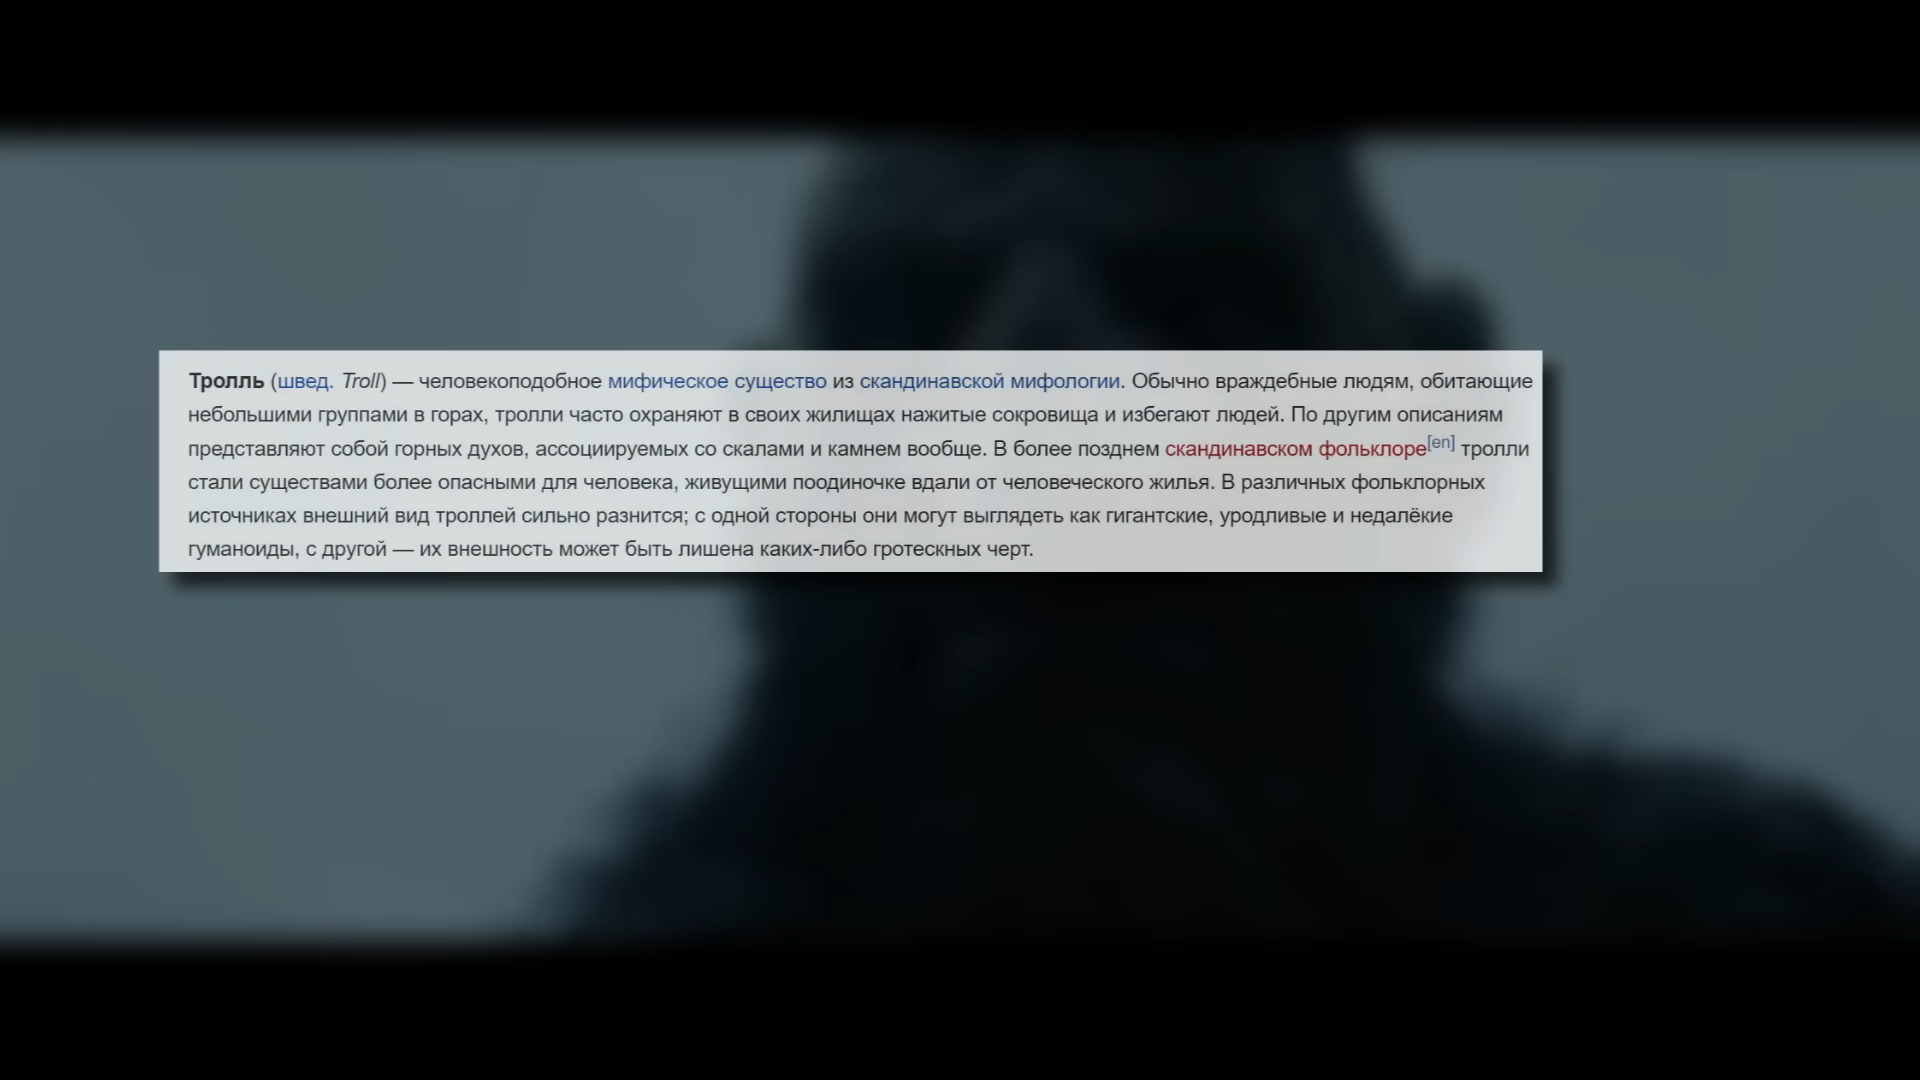 Тролль (швед. Troll) — человекоподобное мифическое существо из скандинавской мифологии. Обычно враждебные людям, обитающие
небольшими группами в горах, тролли часто охраняют в своих жилищах нажитые сокровища и избегают людей. По другим описаниям
представляют собой горных духов, ассоциируемых со скалами и камнем вообще. В более позднем скандинавском фольклоре[en] тролли
стали существами более опасными для человека, живущими поодиночке вдали от человеческого жилья. В различных фольклорных
источниках внешний вид троллей сильно разнится; с одной стороны они могут выглядеть как гигантские, уродливые и недалёкие
гуманоиды, с другой — их внешность может быть лишена каких-либо гротескных черт.